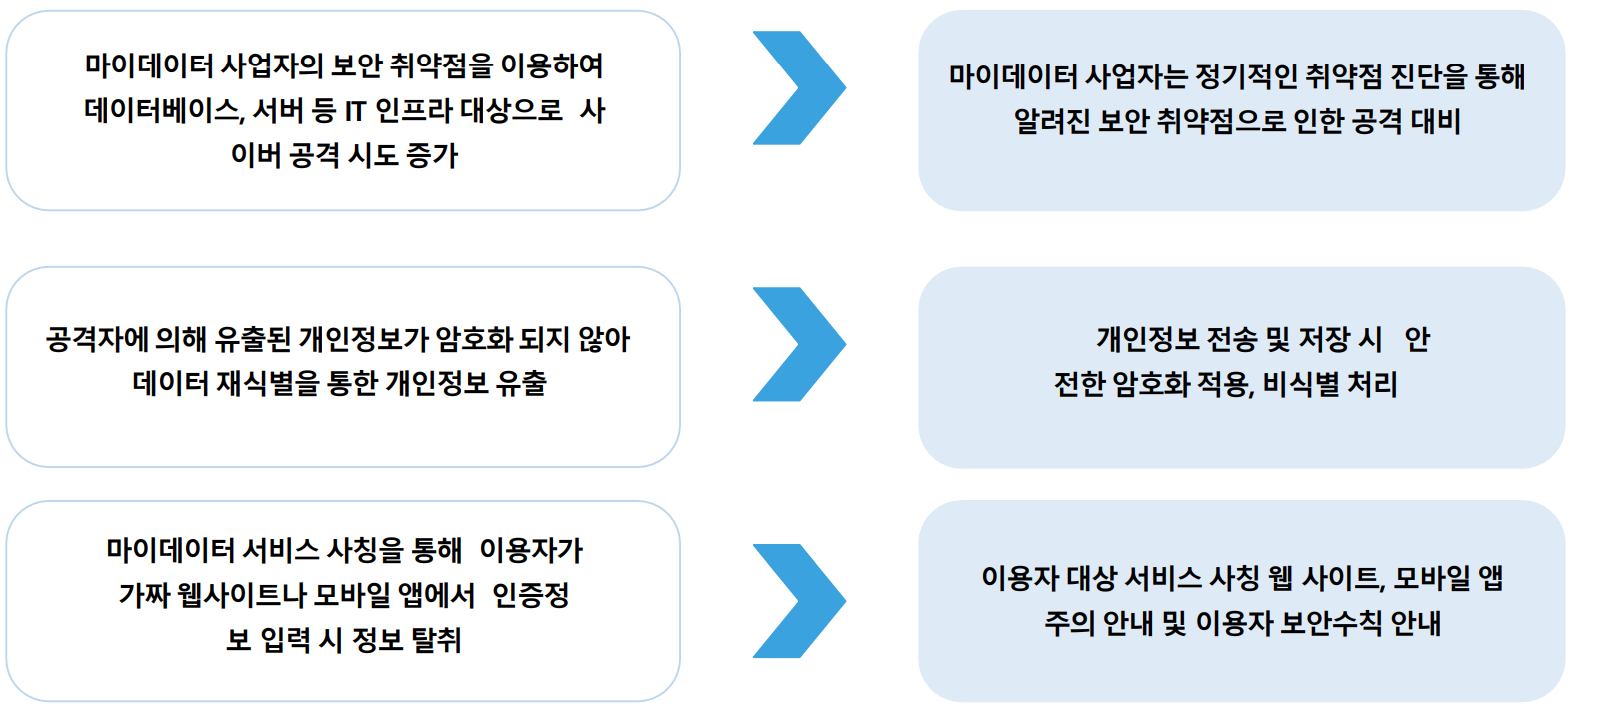 마이데이터 사업자의 보안 취약점을 이용하여
데이터베이스, 서버 등 IT 인프라 대상으로 사
이버 공격 시도 증가
마이데이터 사업자는 정기적인 취약점 진단을 통해
알려진 보안 취약점으로 인한 공격 대비
공격자에 의해 유출된 개인정보가 암호화 되지 않아
데이터 재식별을 통한 개인정보 유출
개인정보 전송 및 저장 시 안
전한 암호화 적용, 비식별 처리
마이데이터 서비스 사칭을 통해 이용자가
가짜 웹사이트나 모바일 앱에서 인증정
보 입력 시 정보 탈취
이용자 대상 서비스 사칭 웹 사이트, 모바일 앱
주의 안내 및 이용자 보안수칙 안내